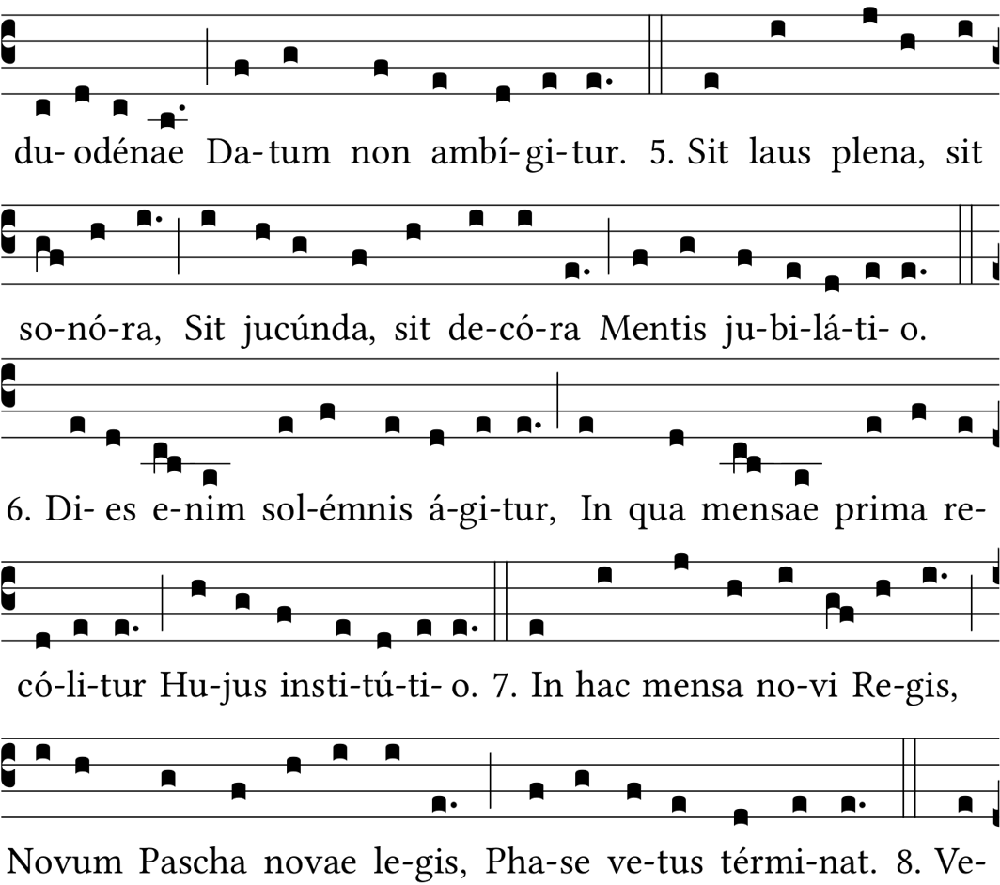 du- odénae Da-tum non ambí-gi-tur. 5. Sit laus plena, sit
so-nó-ra, Sit jucúnda, sit de-có-ra Mentis ju-bi-lá-ti- o.
6. Di- es e-nim sol-émnis á-gi-tur, In qua mensae prima re-
có-li-tur Hu-jus insti-tú-ti- o. 7. In hac mensa no-vi Re-gis,
Novum Pascha novae le-gis, Pha-se ve-tus térmi-nat. 8. Ve-